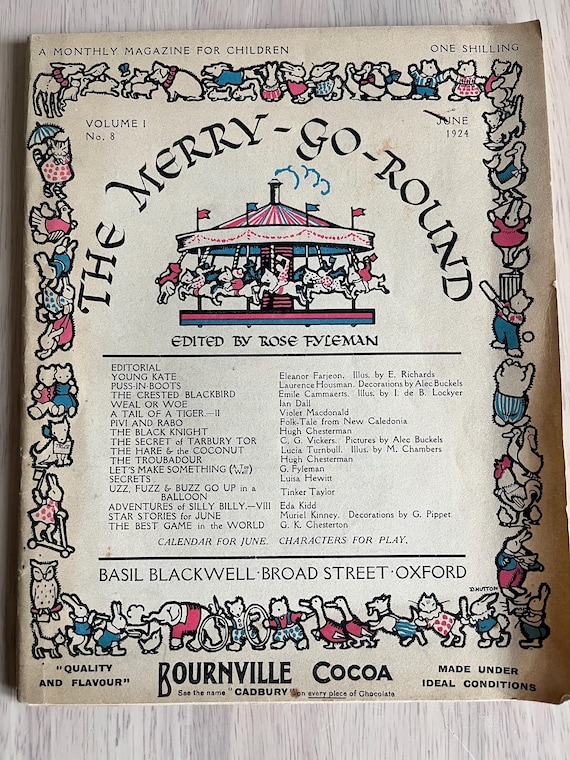 A MONTHLY MAGAZINE FOR CHILDREN ONE SHILLING
VOLUME I
No. 8
JUNE
1924
THE MERRY-GO-ROUND
EDITED BY ROSE FYLEMAN
EDITORIAL
YOUNG KATE Eleanor Farjeon. Illus. by E. Richards
PUSS-IN-BOOTS Laurence Housman. Decorations by Alec Buckels
THE CRESTED BLACKBIRD Emile Cammaerts. Illus. by I. de B. Lockyer
WEAL OR WOE Ian Dall
A TAIL OF A TIGER.—II Violet Macdonald
PIVI AND RABO Folk-Tale from New Caledonia
THE BLACK KNIGHT Hugh Chesterman
THE SECRET OF TARBURY TOR C. G. Vickers. Pictures by Alec Buckels
THE HARE & the COCONUT Lucia Turnbull. Illus. by M. Chambers
THE TROUBADOUR Hugh Chesterman
LET'S MAKE SOMETHING (A Toy Well) G. Fyleman
SECRETS Luisa Hewitt
UZZ, FUZZ & BUZZ GO UP in a
BALLOON Tinker Taylor
ADVENTURES of SILLY BILLY.—VIII Eda Kidd
STAR STORIES for JUNE Muriel Kinney. Decorations by G. Pippet
THE BEST GAME in the WORLD G. K. Chesterton
CALENDAR FOR JUNE. CHARACTERS FOR PLAY.
BASIL BLACKWELL·BROAD STREET·OXFORD
D.HUTTON
"QUALITY
AND FLAVOUR"
BOURNVILLE COCOA
See the name "CADBURY" on every piece of Chocolate
MADE UNDER
IDEAL CONDITIONS